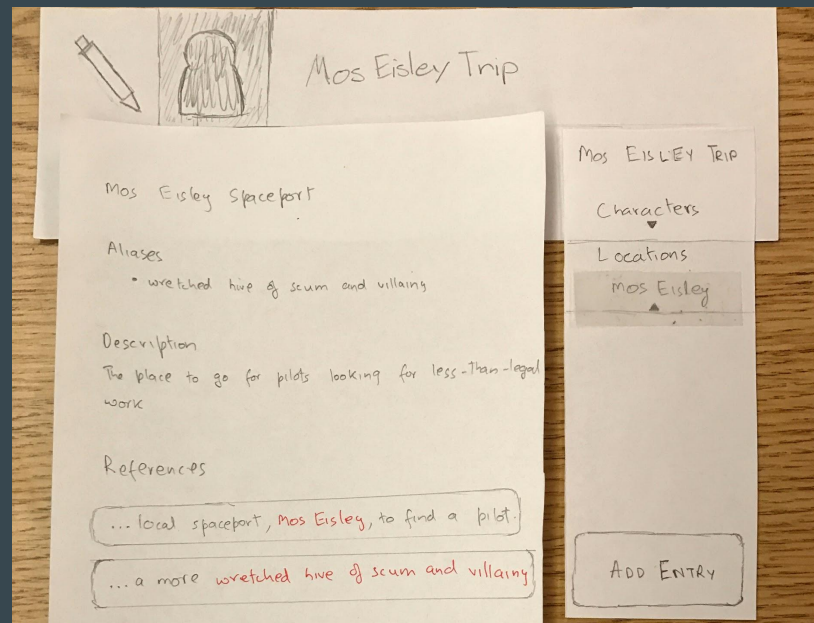 Mos Eisley Trip
Mos Eisley Spaceport
Aliases
• wretched hive of scum and villainy
Description
The place to go for pilots looking for less-than-legal
work
References
... local spaceport, Mos Eisley, to find a pilot.
... a more wretched hive of scum and villainy
MOS EISLEY TRIP
Characters
Locations
Mos Eisley
ADD ENTRY